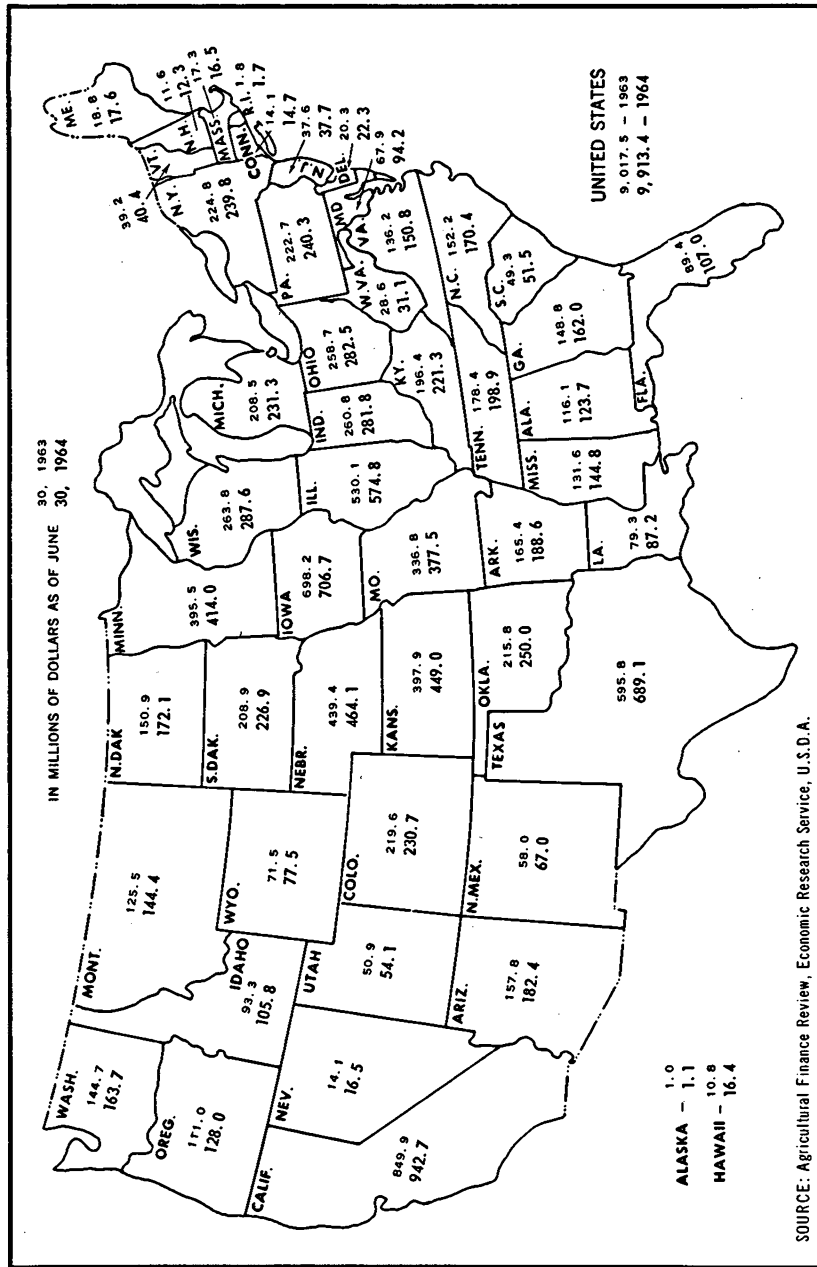 IN MILLIONS OF DOLLARS AS OF JUNE 30, 1963
30, 1964
WASH.
144.7
163.7
OREG.
111.0
128.0
CALIF.
849.9
942.7
NEV.
14.1
16.5
IDAHO
93.3
105.8
MONT.
125.5
144.4
WYO.
71.5
77.5
UTAH
50.9
54.1
ARIZ.
157.8
182.4
COLO.
219.6
230.7
N.MEX.
58.0
67.0
N.DAK
150.9
172.1
S.DAK.
208.9
226.9
NEBR.
439.4
464.1
KANS.
397.9
449.0
OKLA.
215.8
250.0
TEXAS
595.8
689.1
MINN.
395.5
414.0
IOWA
698.2
706.7
MO.
336.8
377.5
ARK.
165.4
188.6
LA.
79.3
87.2
WIS.
263.8
287.6
ILL.
530.1
574.8
MICH.
208.5
231.3
IND.
260.8
281.8
OHIO
258.7
282.5
KY.
196.4
221.3
TENN. 178.4
198.9
MISS.
131.6
144.8
ALA.
116.1
123.7
GA.
148.8
162.0
FLA.
89.4
107.0
S.C.
49.3
51.5
N.C. 152.2
170.4
VA.
136.2
150.8
W.VA.
28.6
31.1
PA. 222.7
240.3
N.Y.
224.8
239.8
VT.
39.2
40.4
ME.
18.8
17.6
N.H. 11.6
12.3
MASS. 17.3
16.5
R.I. 1.8
1.7
CONN. 14.1
14.7
N.J. 37.6
37.7
DEL. 20.3
22.3
MD 67.9
94.2
UNITED STATES
9,017.5 - 1963
9,913.4 - 1964
ALASKA - 1.0
1.1
HAWAII - 10.8
16.4
SOURCE: Agricultural Finance Review, Economic Research Service, U.S.D.A.